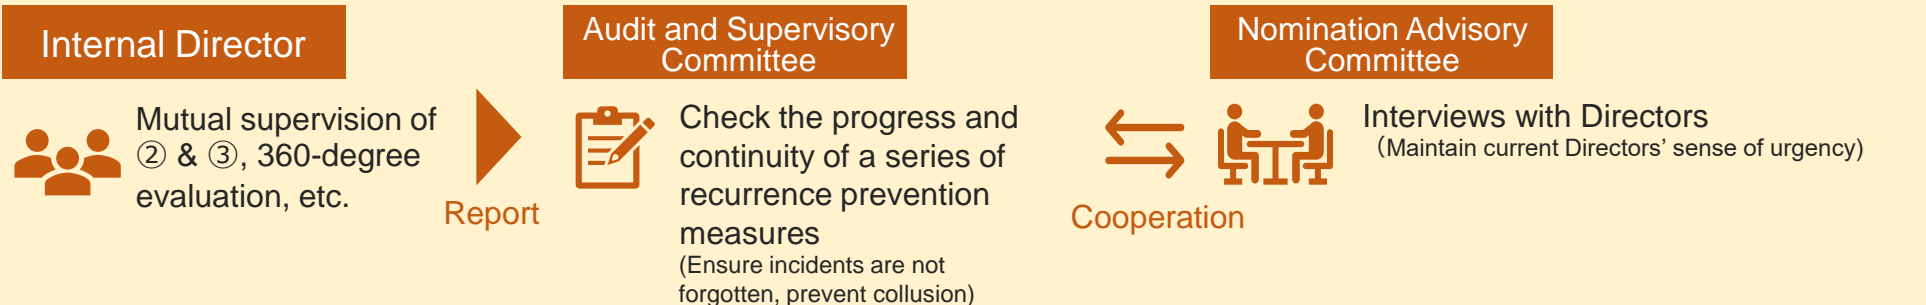 Internal Director
Mutual supervision of
② & ③, 360-degree
evaluation, etc.
Report
Audit and Supervisory
Committee
Check the progress and
continuity of a series of
recurrence prevention
measures
(Ensure incidents are not
forgotten, prevent collusion)
Cooperation
Nomination Advisory
Committee
Interviews with Directors
（Maintain current Directors’ sense of urgency)